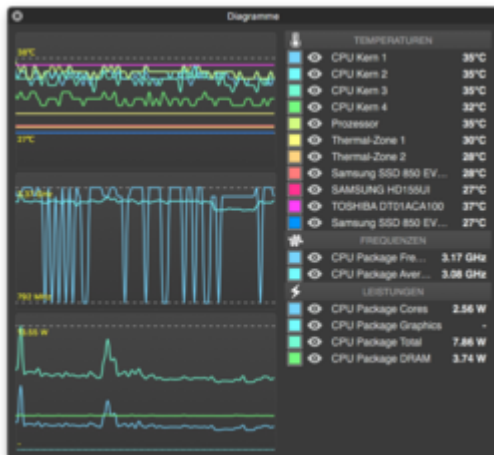 Diagramme
38°C
27°C
792 MHz
TEMPERATUREN
CPU Kern 1 35°C
CPU Kern 2 35°C
CPU Kern 3 35°C
CPU Kern 4 32°C
Prozessor 35°C
Thermal-Zone 1 30°C
Thermal-Zone 2 28°C
Samsung SSD 850 EV... 28°C
SAMSUNG HD155UI 27°C
TOSHIBA DT01ACA100 37°C
Samsung SSD 850 EV... 27°C
FREQUENZEN
CPU Package Fre... 3.17 GHz
CPU Package Aver... 3.08 GHz
LEISTUNGEN
CPU Package Cores 2.56 W
CPU Package Graphics -
CPU Package Total 7.86 W
CPU Package DRAM 3.74 W